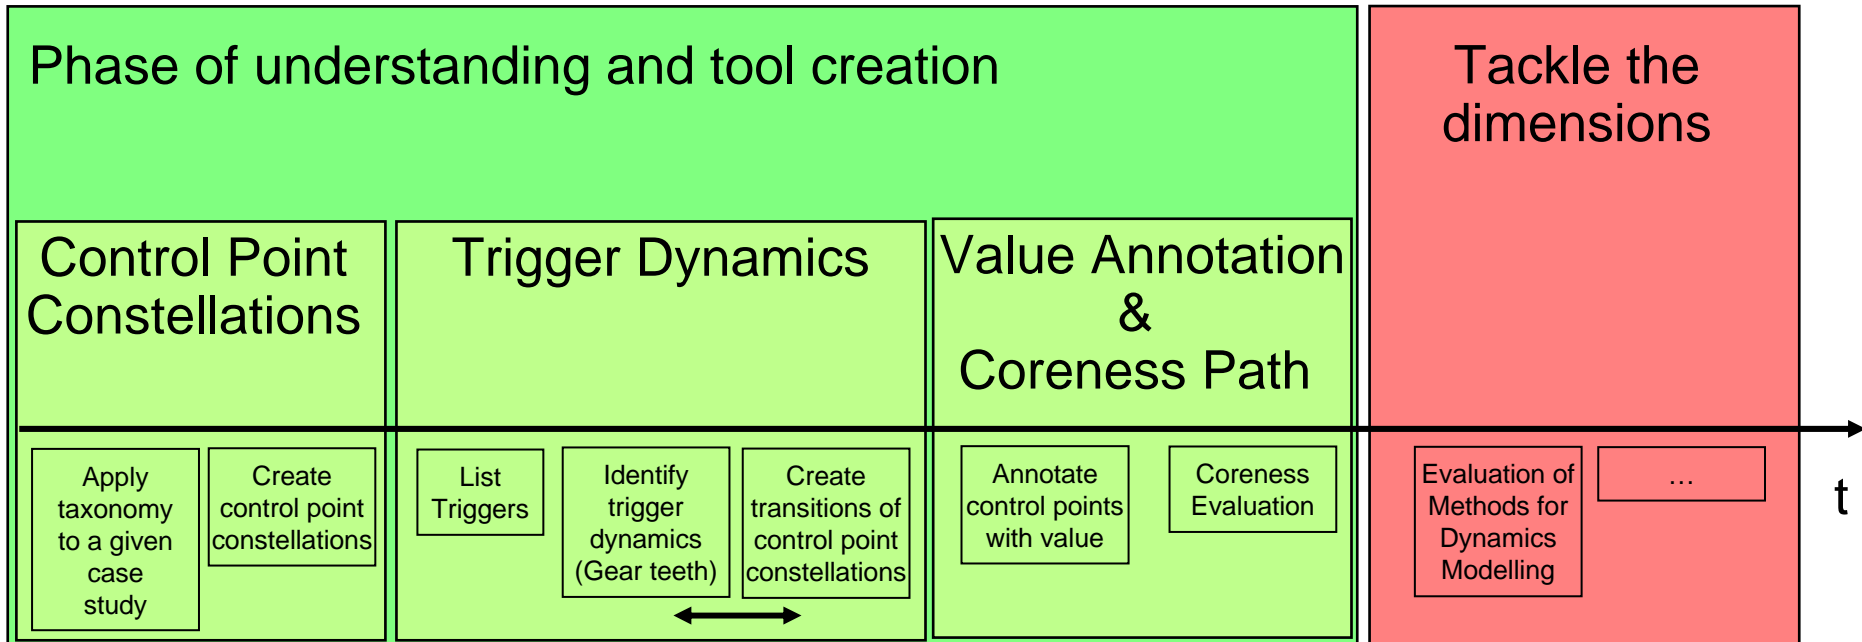 Phase of understanding and tool creation
Tackle the
dimensions
Control Point
Constellations
Trigger Dynamics
Value Annotation
&
Coreness Path
Apply
taxonomy
to a given
case
study
Create
control point
constellations
List
Triggers
Identify
trigger
dynamics
(Gear teeth)
Create
transitions of
control point
constellations
Annotate
control points
with value
Coreness
Evaluation
Evaluation of
Methods for
Dynamics
Modelling
...
t